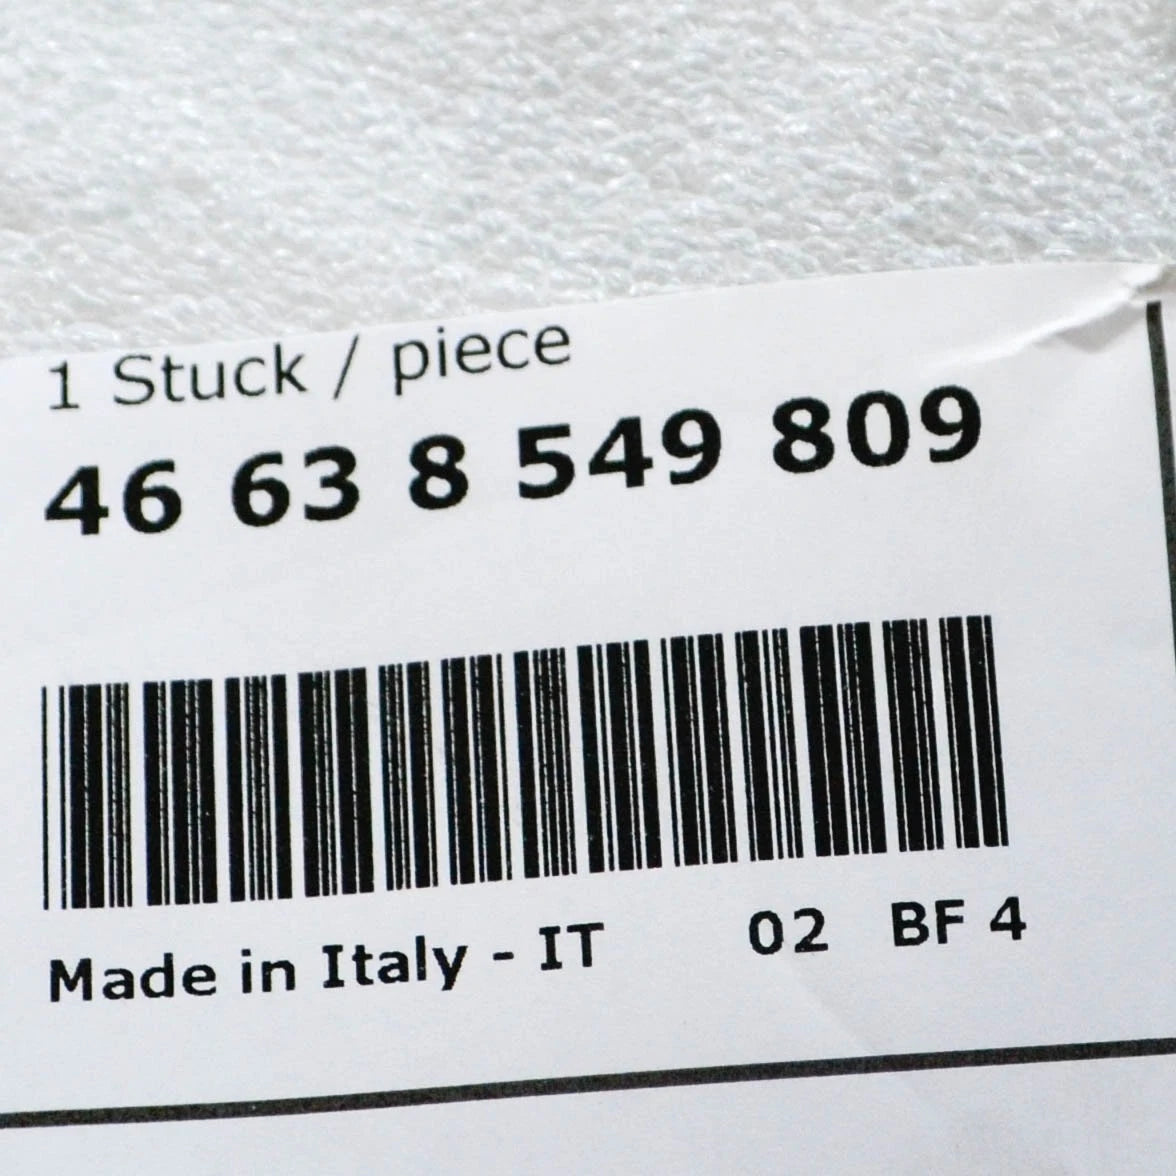 1 Stuck / piece
46 63 8 549 809
Made in Italy - IT 02 BF 4